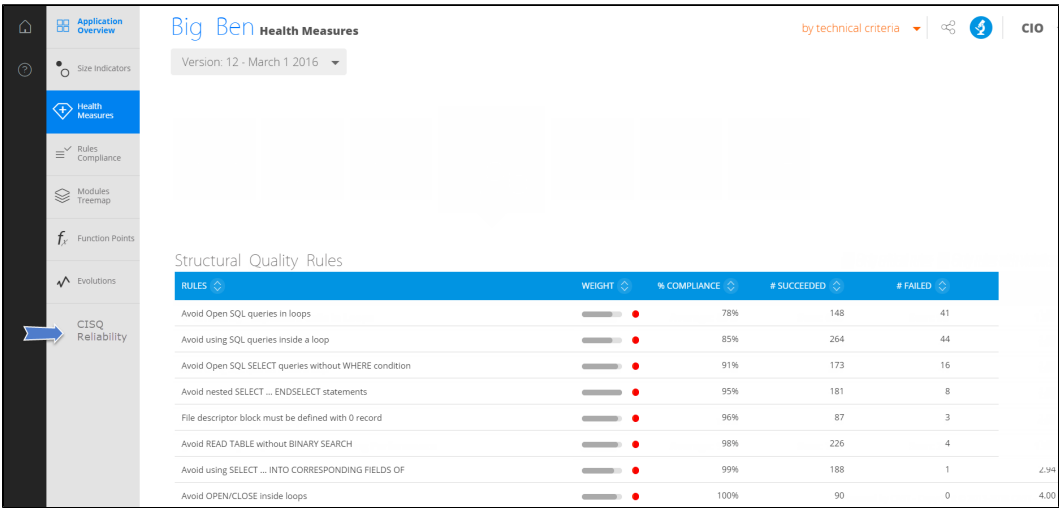 Application
Overview
Size Indicators
Health
Measures
Rules
Compliance
Modules
Treemap
Function Points
Evolutions
CISQ
Reliability
Big Ben Health Measures
by technical criteria
CIO
Version: 12 - March 1 2016
Structural Quality Rules
RULES WEIGHT % COMPLIANCE # SUCCEEDED # FAILED
Avoid Open SQL queries in loops 78% 148 41
Avoid using SQL queries inside a loop 85% 264 44
Avoid Open SQL SELECT queries without WHERE condition 91% 173 16
Avoid nested SELECT ... ENDSELECT statements 95% 181 8
File descriptor block must be defined with 0 record 96% 87 3
Avoid READ TABLE without BINARY SEARCH 98% 226 4
Avoid using SELECT ... INTO CORRESPONDING FIELDS OF 99% 188 1 2.94
Avoid OPEN/CLOSE inside loops 100% 90 0 4.00